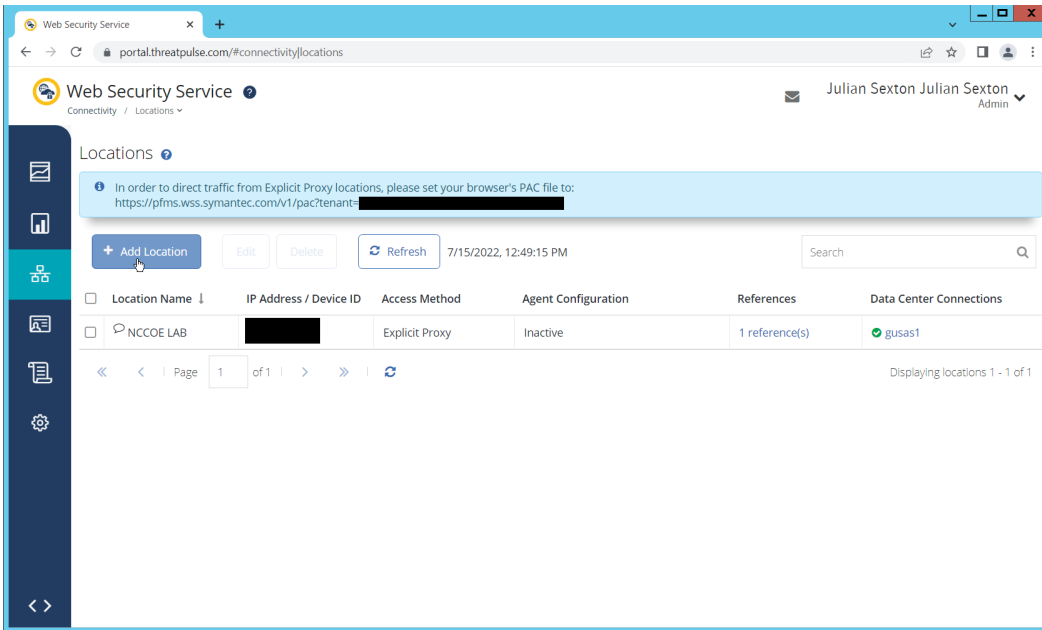 Web Security Service
portal.threatpulse.com/#connectivity|locations
Web Security Service ?
Connectivity / Locations
Julian Sexton Julian Sexton
Admin
Locations ?
In order to direct traffic from Explicit Proxy locations, please set your browser's PAC file to:
https://pfms.wss.symantec.com/v1/pac?tenant=
+ Add Location Edit Delete Refresh 7/15/2022, 12:49:15 PM Search
Location Name ↓ IP Address / Device ID Access Method Agent Configuration References Data Center Connections
NCCOE LAB Explicit Proxy Inactive 1 reference(s) gusas1
Page 1 of 1 Displaying locations 1 - 1 of 1